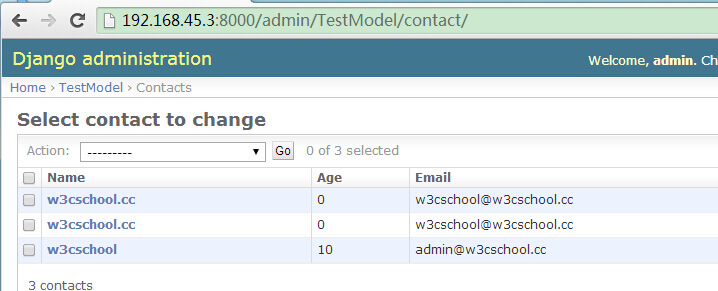 192.168.45.3:8000/admin/TestModel/contact/
Django administration
Welcome, admin.
Home › TestModel › Contacts
Select contact to change
Action: --------- Go 0 of 3 selected
Name Age Email
w3cschool.cc 0 w3cschool@w3cschool.cc
w3cschool.cc 0 w3cschool@w3cschool.cc
w3cschool 10 admin@w3cschool.cc
3 contacts